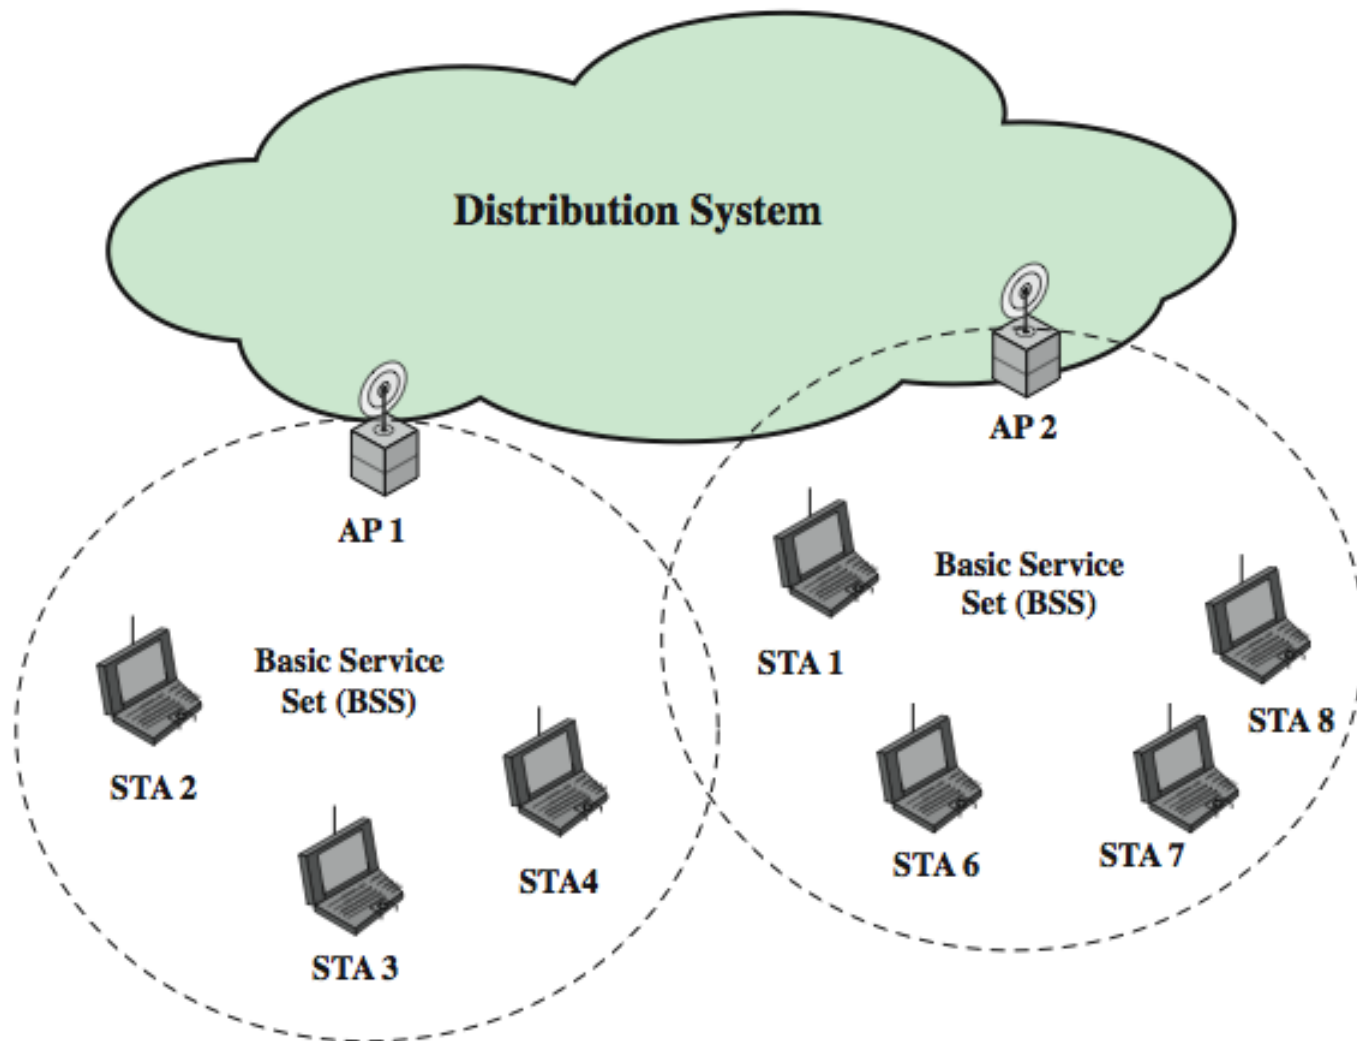 Distribution System
AP 2
AP 1
Basic Service
Set (BSS)
STA 1
STA 8
Basic Service
Set (BSS)
STA 2
STA 6
STA 7
STA4
STA 3